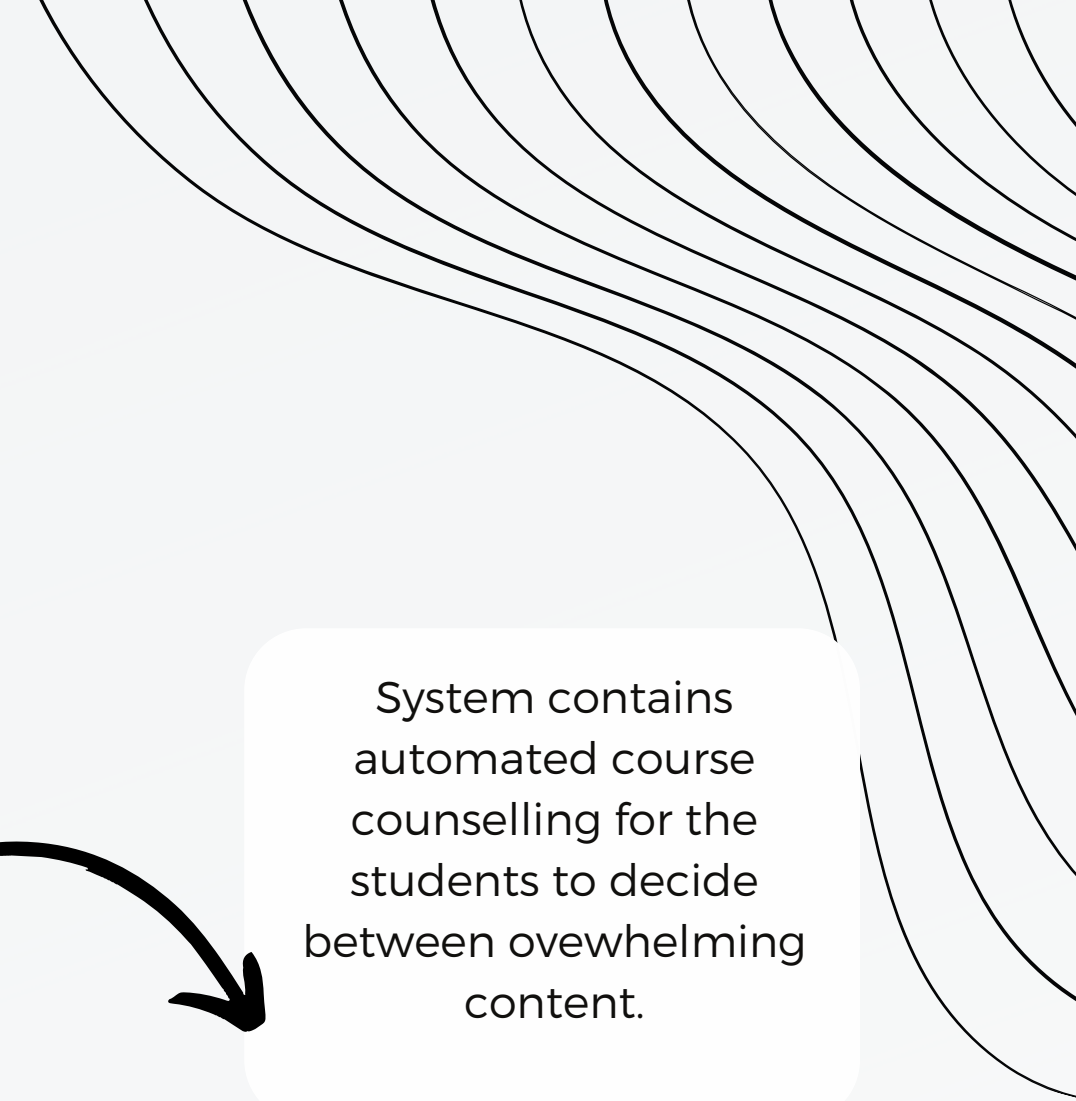 System contains
automated course
counselling for the
students to decide
between ovewhelming
content.